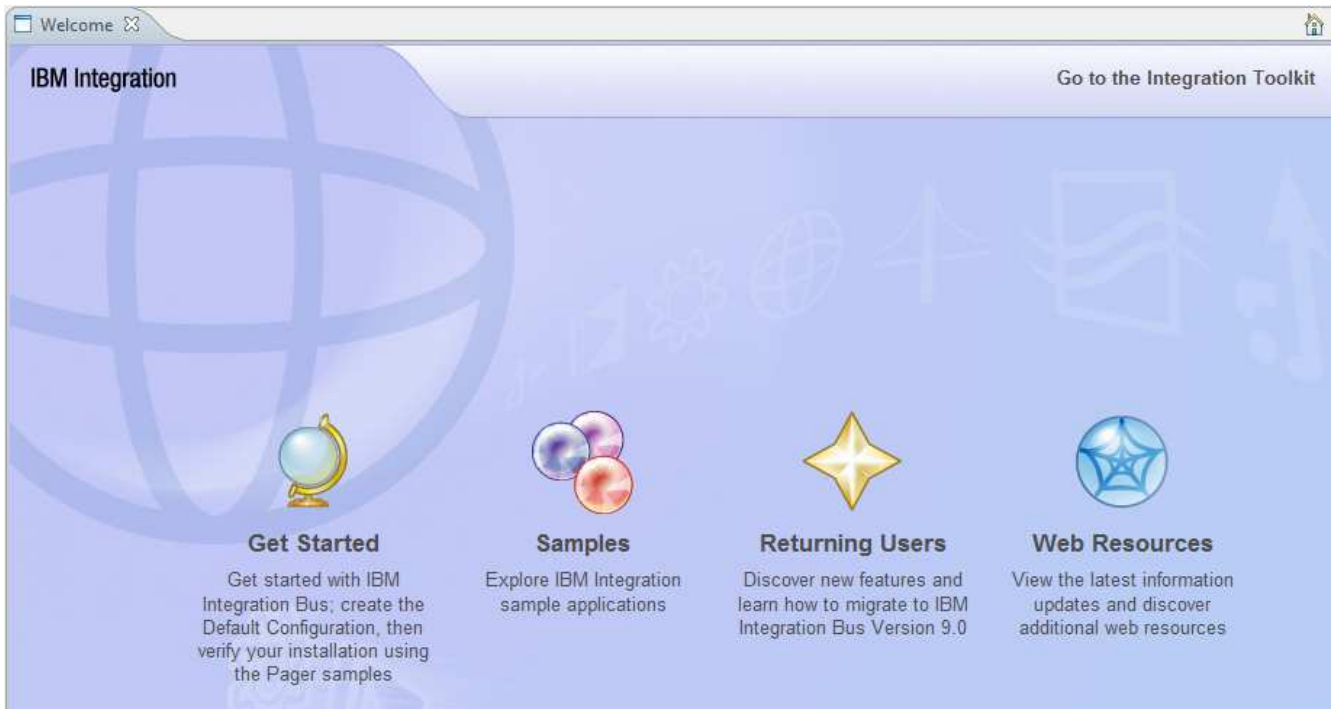 Welcome
IBM Integration
Go to the Integration Toolkit
Get Started
Get started with IBM
Integration Bus; create the
Default Configuration, then
verify your installation using
the Pager samples
Samples
Explore IBM Integration
sample applications
Returning Users
Discover new features and
learn how to migrate to IBM
Integration Bus Version 9.0
Web Resources
View the latest information
updates and discover
additional web resources